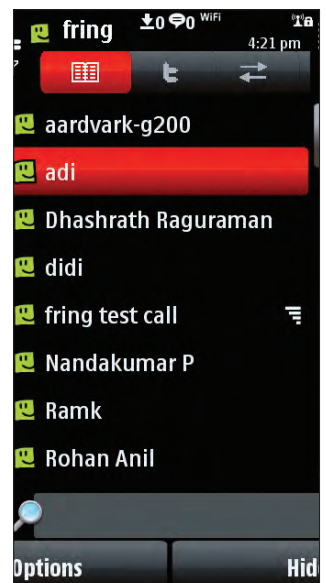 fring 0 0 WiFi
4:21 pm
t
aardvark-g200
adi
Dhashrath Raguraman
didi
fring test call
Nandakumar P
Ramk
Rohan Anil
Options Hid